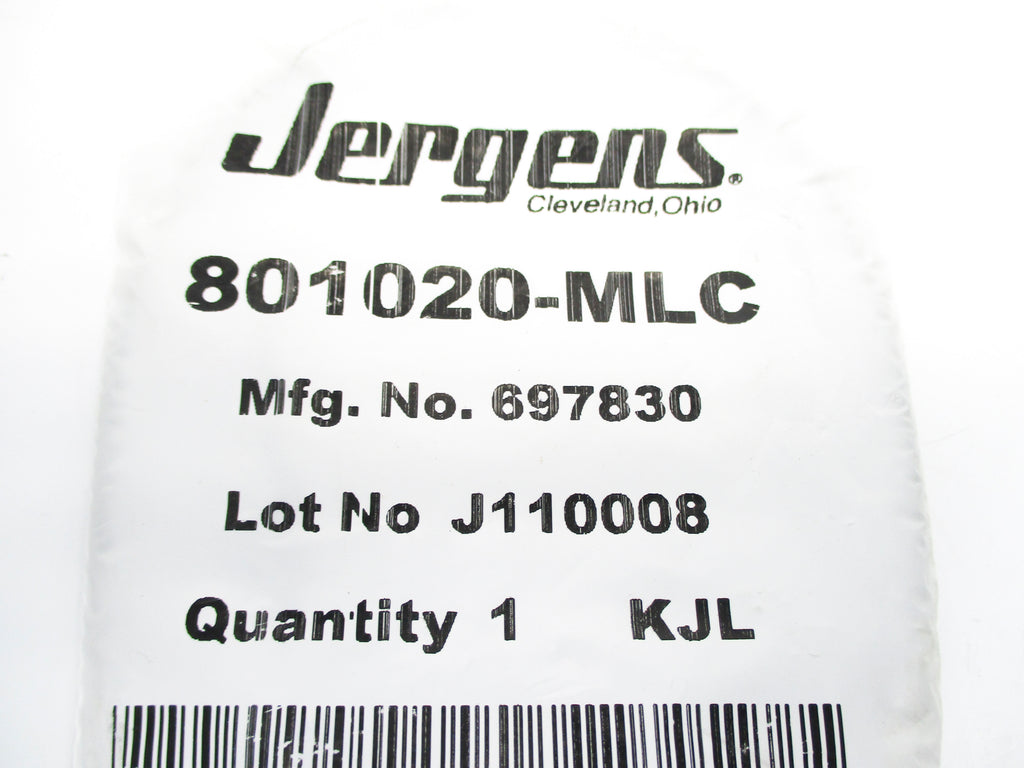 Jergens®
Cleveland, Ohio
801020-MLC
Mfg. No. 697830
Lot No J110008
Quantity 1 KJL